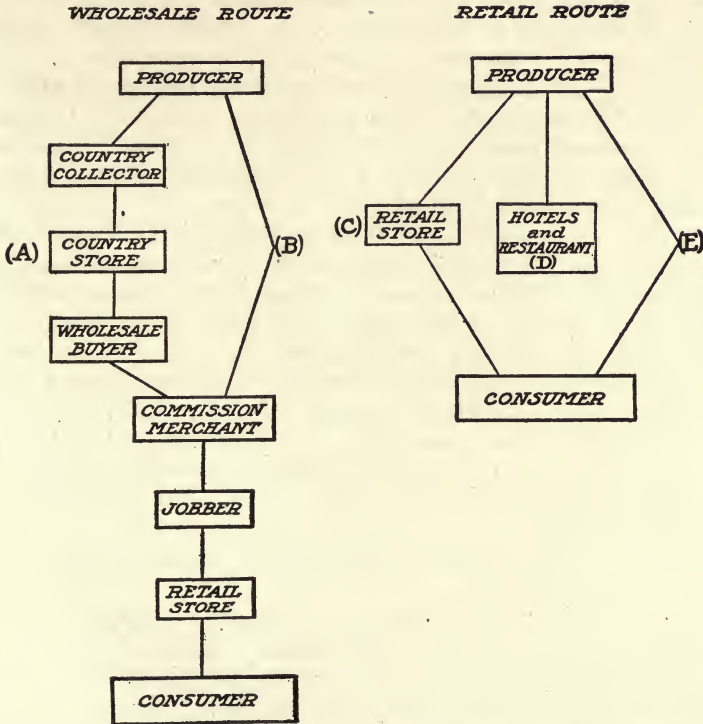 WHOLESALE ROUTE
PRODUCER
COUNTRY
COLLECTOR
(A)
COUNTRY
STORE
(B)
WHOLESALE
BUYER
COMMISSION
MERCHANT
JOBBER
RETAIL
STORE
CONSUMER
RETAIL ROUTE
PRODUCER
(C)
RETAIL
STORE
HOTELS
and
RESTAURANT
(D)
(E)
CONSUMER